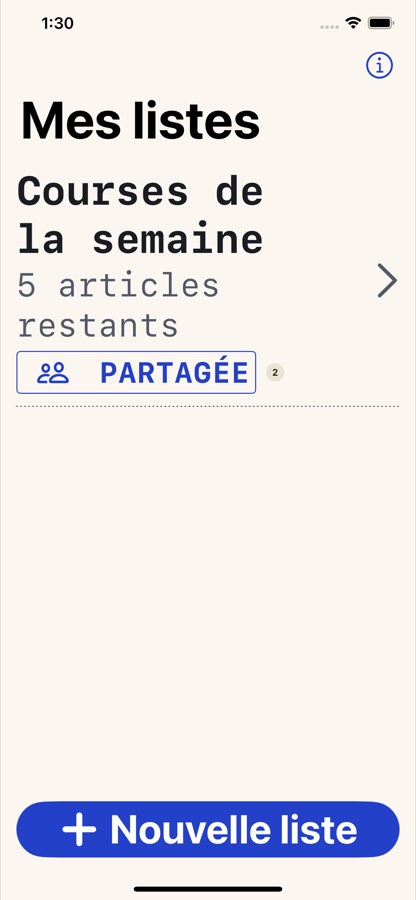 1:30
Mes listes
Courses de
la semaine
5 articles
restants
PARTAGÉE 2
+ Nouvelle liste